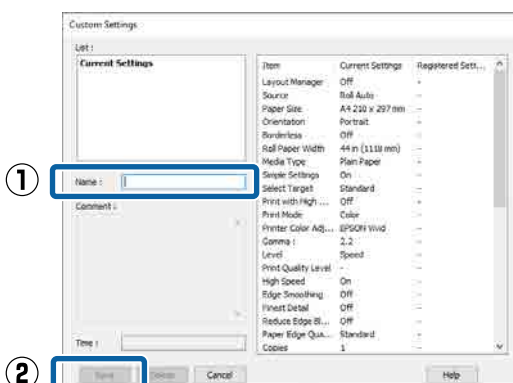 Custom Settings
List :
Current Settings
Item Current Settings Registered Sett...
Layout Manager Off -
Source Roll Auto -
Paper Size A4 210 x 297 mm -
Orientation Portrait -
Borderless Off -
Roll Paper Width 44 in (1118 mm) -
① Name : Media Type Plain Paper -
Simple Settings On -
Select Target Standard -
Comment : Print with High ... Off -
Print Mode Color -
Printer Color Adj... EPSON Vivid -
Gamma : 2.2 -
Level Speed -
Print Quality Level - -
High Speed On -
Edge Smoothing Off -
Finest Detail Off -
Reduce Edge Bl... Off -
Time : Paper Edge Qua... Standard -
Copies 1 -
② Save Delete Cancel Help